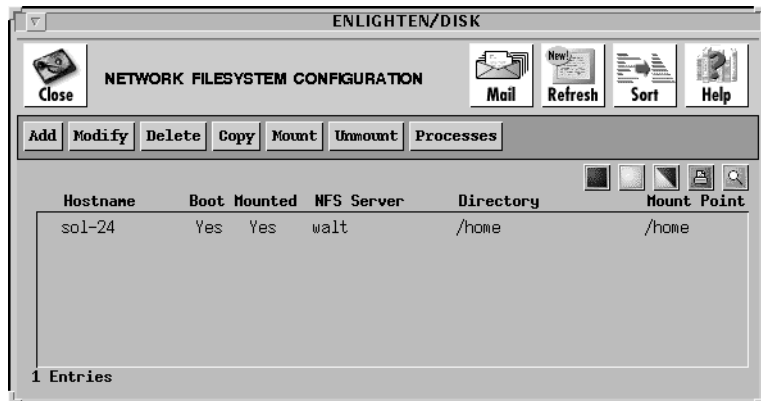 ENLIGHTEN/DISK
Close
NETWORK FILESYSTEM CONFIGURATION
New!
Mail
Refresh
Sort
Help
Add Modify Delete Copy Mount Unmount Processes
Hostname Boot Mounted NFS Server Directory Mount Point
sol-24 Yes Yes walt /home /home
1 Entries